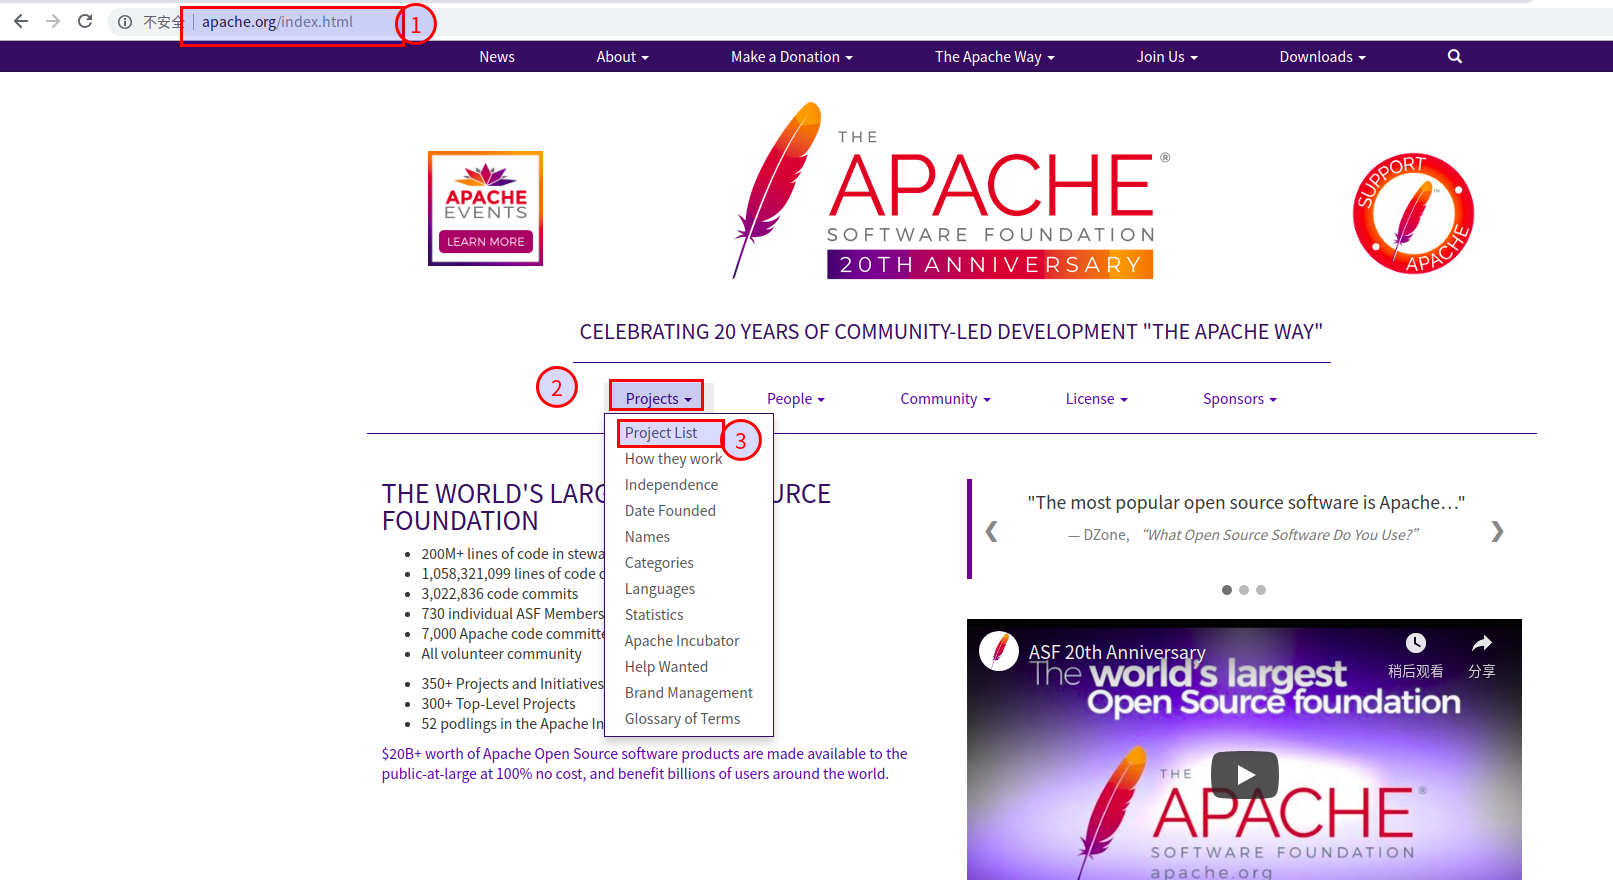 不安全 apache.org/index.html
1
News About Make a Donation The Apache Way Join Us Downloads
APACHE
EVENTS
LEARN MORE
THE
APACHE®
SOFTWARE FOUNDATION
20TH ANNIVERSARY
SUPPORT
APACHE
CELEBRATING 20 YEARS OF COMMUNITY-LED DEVELOPMENT "THE APACHE WAY"
2
Projects People Community License Sponsors
Project List
3
How they work
Independence
Date Founded
Names
Categories
Languages
Statistics
Apache Incubator
Help Wanted
Brand Management
Glossary of Terms
THE WORLD'S LARG URCE
FOUNDATION
200M+ lines of code in stewa
1,058,321,099 lines of code c
3,022,836 code commits
730 individual ASF Members
7,000 Apache code committe
All volunteer community
350+ Projects and Initiatives
300+ Top-Level Projects
52 podlings in the Apache In
$20B+ worth of Apache Open Source software products are made available to the
public-at-large at 100% no cost, and benefit billions of users around the world.
"The most popular open source software is Apache…"
— DZone, “What Open Source Software Do You Use?”
ASF 20th Anniversary
稍后观看 分享
The world's largest
Open Source foundation
THE
APACHE®
SOFTWARE FOUNDATION
apache.org